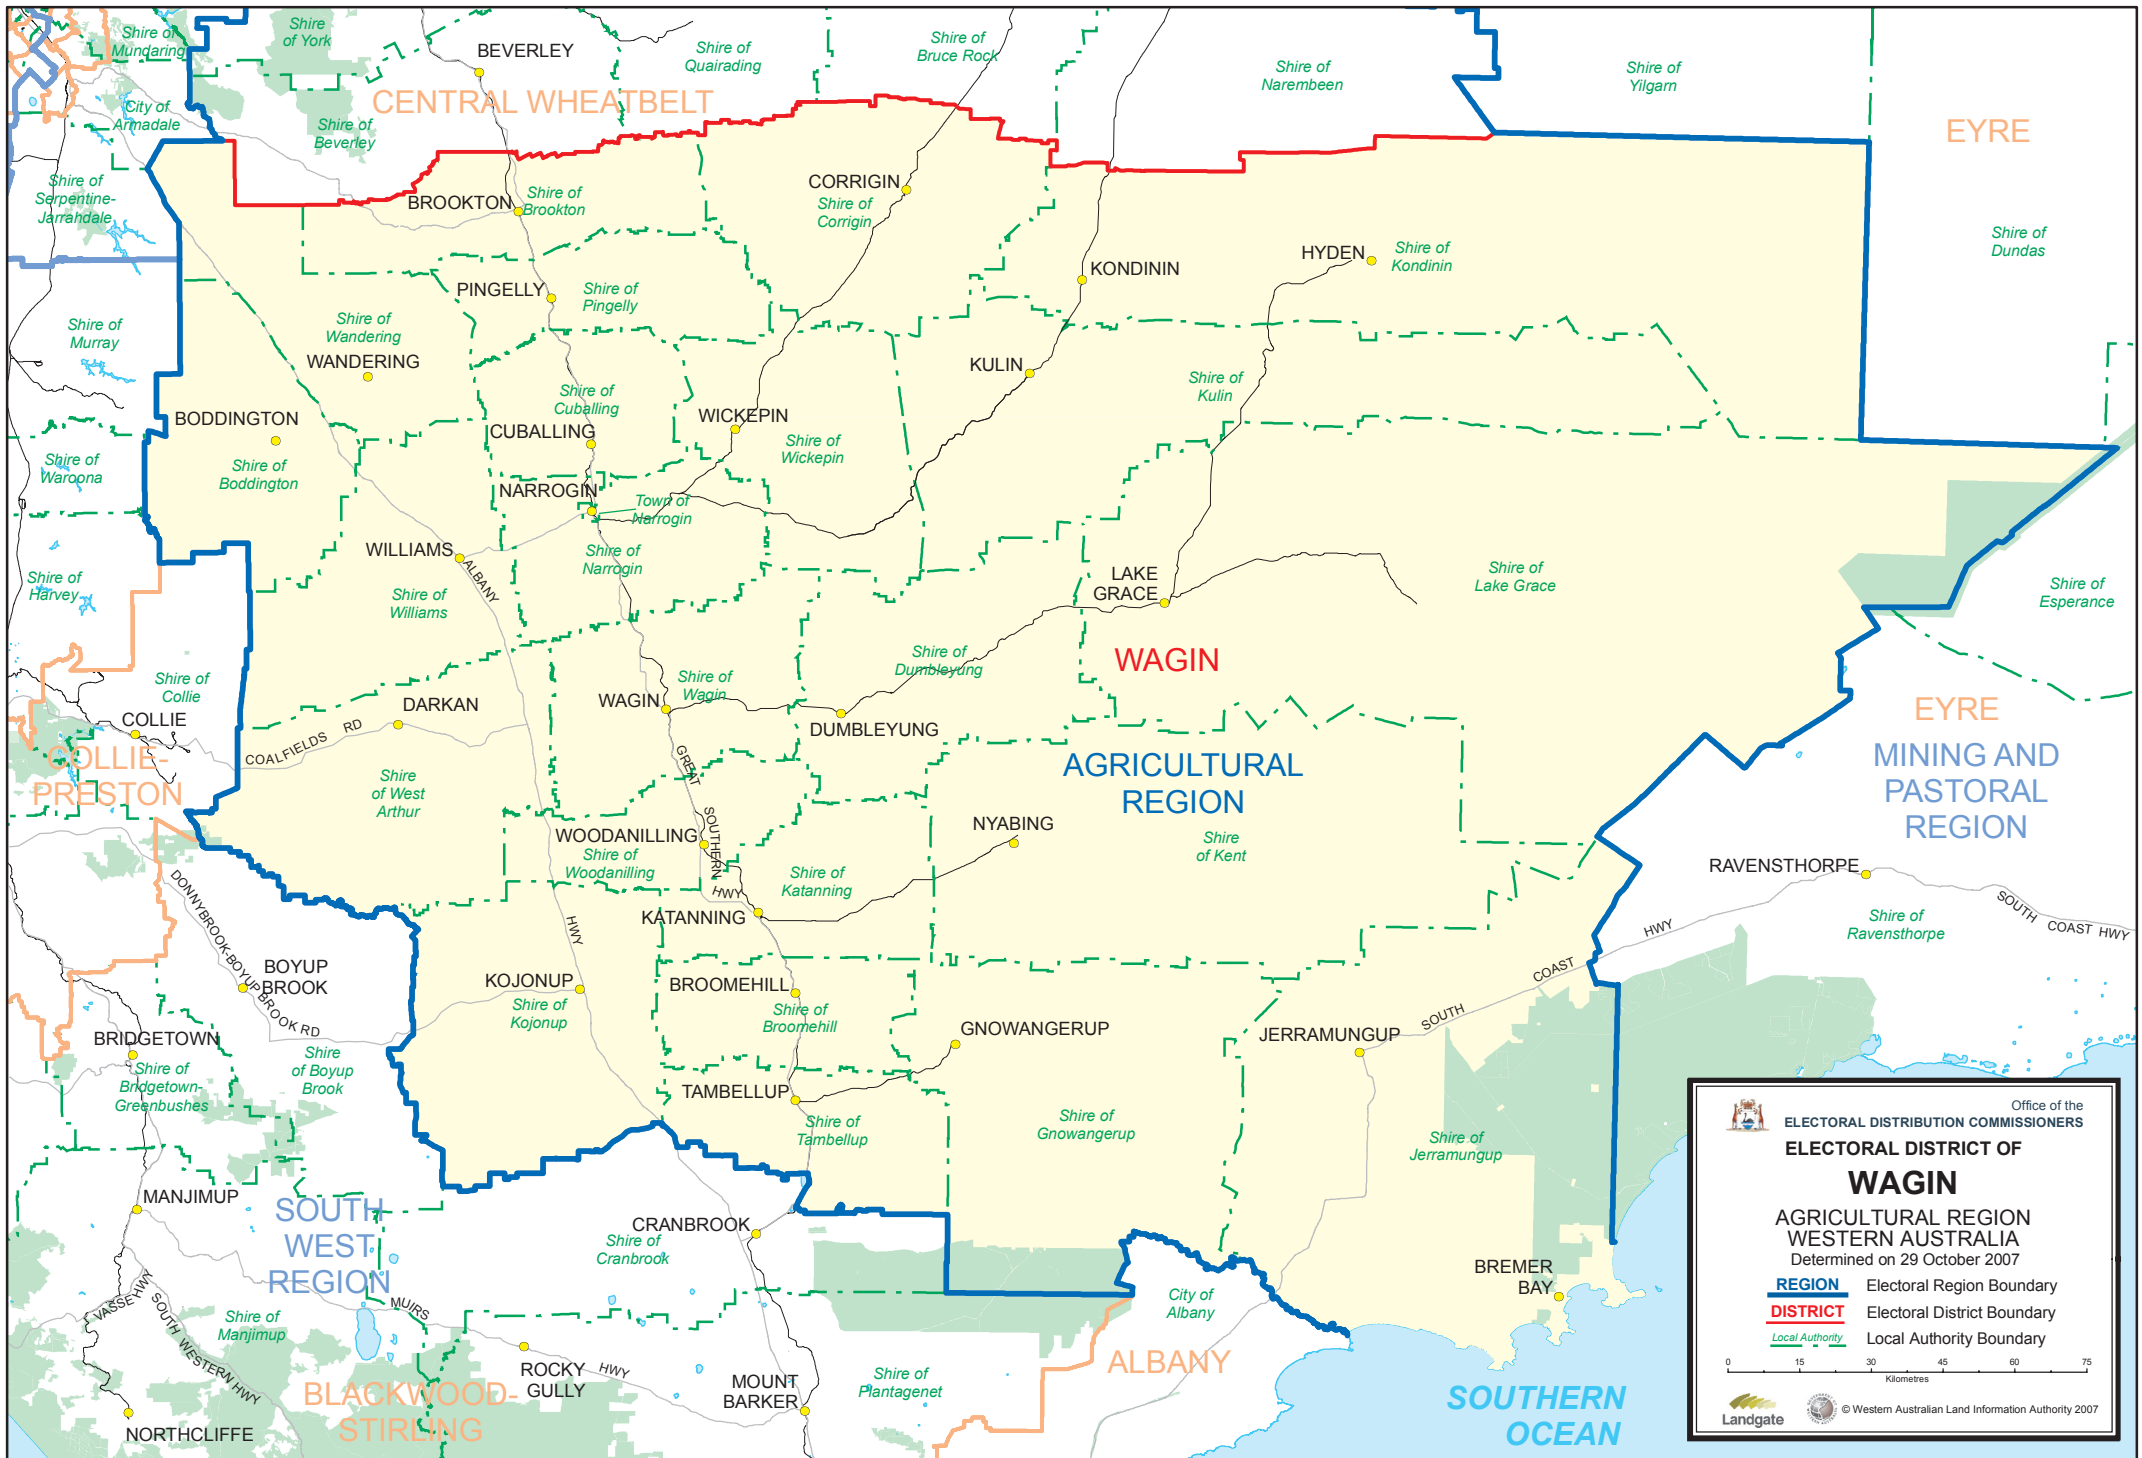 Shire of
Mundaring
Shire
of York
BEVERLEY
Shire of
Quairading
Shire of
Bruce Rock
Shire of
Narembeen
Shire of
Yilgarn
City of
Armadale
CENTRAL WHEATBELT
Shire of
Beverley
EYRE
Shire of
Serpentine-
Jarrahdale
BROOKTON
Shire of
Brookton
CORRIGIN
Shire of
Corrigin
HYDEN
Shire of
Kondinin
Shire of
Dundas
KONDININ
PINGELLY
Shire of
Pingelly
Shire of
Murray
Shire of
Wandering
WANDERING
KULIN
Shire of
Kulin
Shire of
Cuballing
BODDINGTON
CUBALLING
WICKEPIN
Shire of
Wickepin
Shire of
Waroona
Shire of
Boddington
NARROGIN
Town of
Narrogin
WILLIAMS
ALBANY
Shire of
Narrogin
Shire of
Harvey
Shire of
Williams
LAKE
GRACE
Shire of
Lake Grace
Shire of
Esperance
Shire of
Collie
Shire of
Wagin
Shire of
Dumbleyung
WAGIN
COLLIE
DARKAN
WAGIN
DUMBLEYUNG
EYRE
COALFIELDS RD
COLLIE-
PRESTON
Shire
of West
Arthur
GREAT
SOUTHERN
HWY
AGRICULTURAL
REGION
MINING AND
PASTORAL
REGION
WOODANILLING
Shire of
Woodanilling
NYABING
Shire
of Kent
Shire of
Katanning
KATANNING
RAVENSTHORPE
Shire of
Ravensthorpe
SOUTH
COAST HWY
DONNYBROOK-BOYUP BROOK RD
HWY
BOYUP
BROOK
KOJONUP
Shire of
Kojonup
BROOMEHILL
Shire of
Broomehill
SOUTH
COAST
HWY
BRIDGETOWN
Shire of
Bridgetown-
Greenbushes
Shire
of Boyup
Brook
GNOWANGERUP
JERRAMUNGUP
TAMBELLUP
Shire of
Tambellup
Shire of
Gnowangerup
Shire of
Jerramungup
MANJIMUP
SOUTH
WEST
REGION
CRANBROOK
Shire of
Cranbrook
BREMER
BAY
City of
Albany
VASSE HWY
SOUTH WESTERN HWY
Shire of
Manjimup
MUIRS
HWY
ROCKY
GULLY
BLACKWOOD-
STIRLING
MOUNT
BARKER
Shire of
Plantagenet
ALBANY
NORTHCLIFFE
SOUTHERN
OCEAN
Office of the
ELECTORAL DISTRIBUTION COMMISSIONERS
ELECTORAL DISTRICT OF
WAGIN
AGRICULTURAL REGION
WESTERN AUSTRALIA
Determined on 29 October 2007
REGION Electoral Region Boundary
DISTRICT Electoral District Boundary
Local Authority Local Authority Boundary
0 15 30 45 60 75
Kilometres
Landgate
© Western Australian Land Information Authority 2007